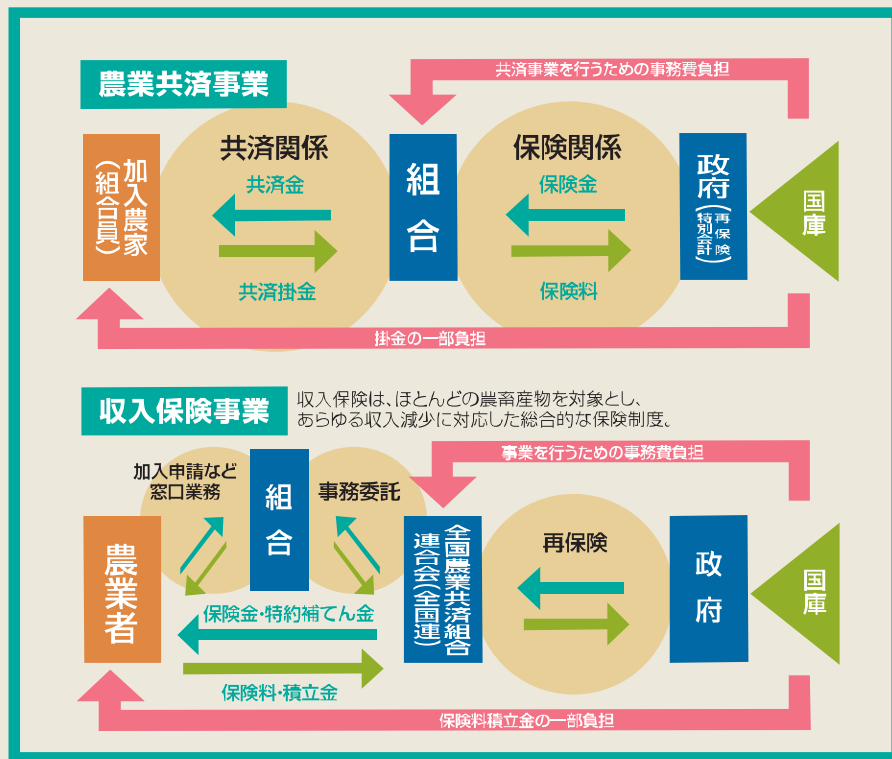 農業共済事業
共済事業を行うための事務費負担
加入農家
(組合員)
共済関係
共済金
共済掛金
組合
保険関係
保険金
保険料
政府(再保険
特別会計)
国庫
掛金の一部負担
収入保険事業
収入保険は、ほとんどの農畜産物を対象とし、
あらゆる収入減少に対応した総合的な保険制度。
事業を行うための事務費負担
加入申請など
窓口業務
組合
事務委託
農業者
保険金・特約補てん金
保険料・積立金
全国農業共済組合
連合会(全国連)
再保険
政府
国庫
保険料積立金の一部負担